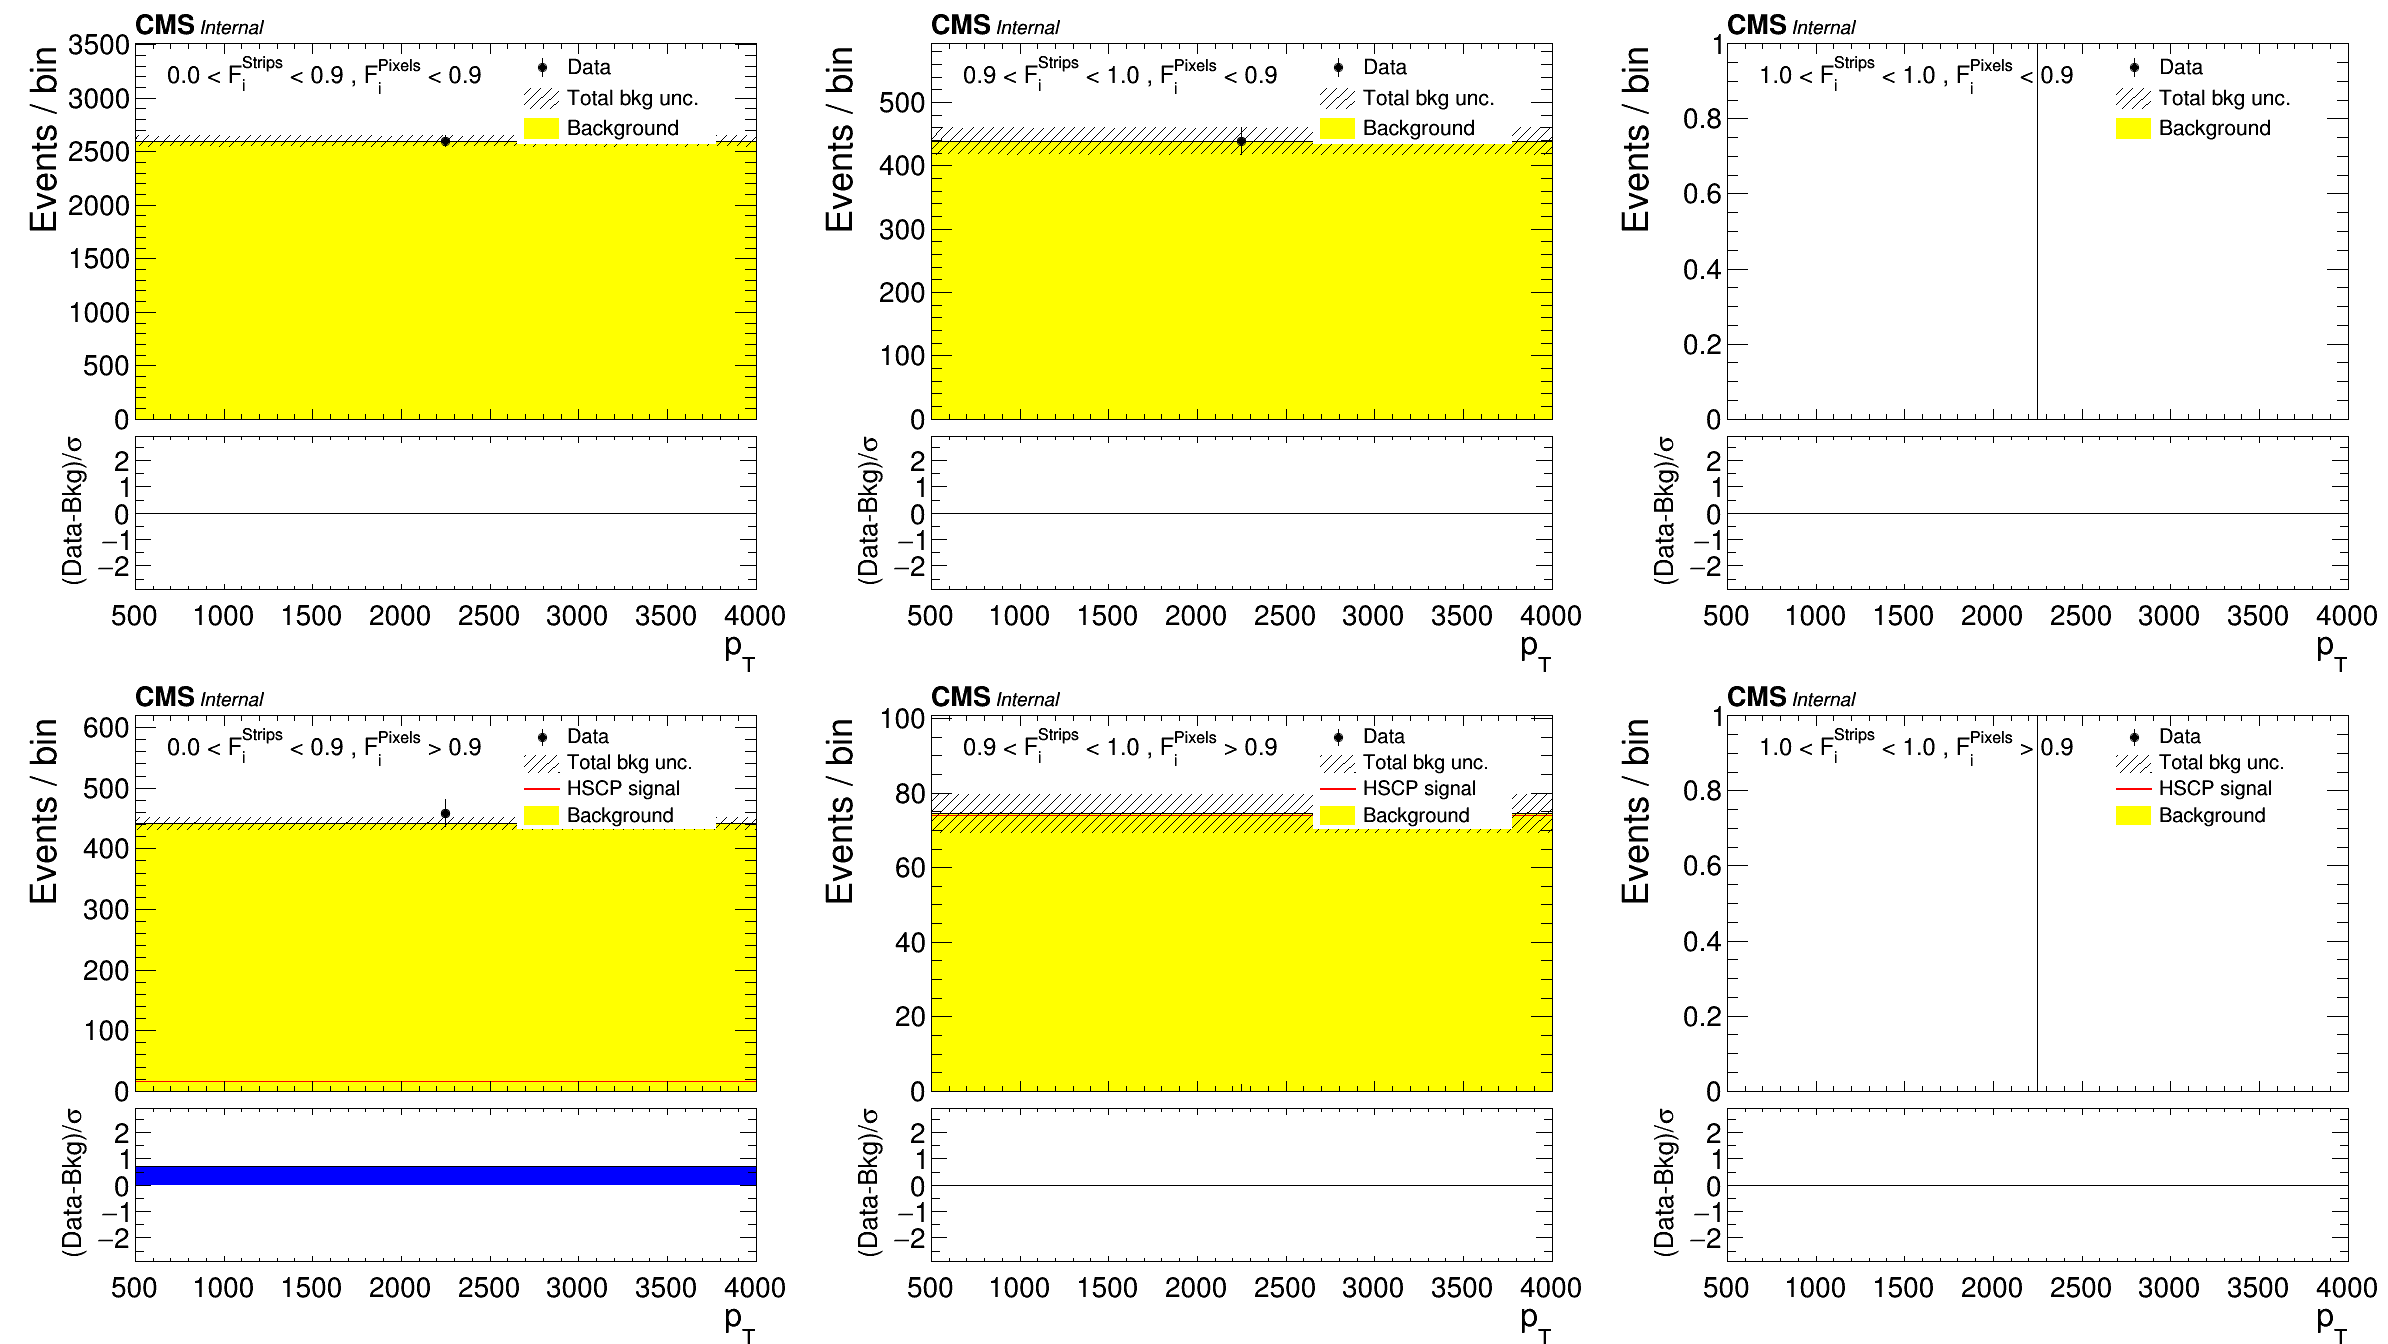 CMS Internal
Events / bin
3500
3000
2500
2000
1500
1000
500
0
0.0 < F_i^Strips < 0.9 , F_i^Pixels < 0.9
Data
Total bkg unc.
Background
(Data-Bkg)/σ
2
1
0
−1
−2
500 1000 1500 2000 2500 3000 3500 4000
p_T
CMS Internal
Events / bin
500
400
300
200
100
0
0.9 < F_i^Strips < 1.0 , F_i^Pixels < 0.9
Data
Total bkg unc.
Background
(Data-Bkg)/σ
2
1
0
−1
−2
500 1000 1500 2000 2500 3000 3500 4000
p_T
CMS Internal
Events / bin
1
0.8
0.6
0.4
0.2
0
1.0 < F_i^Strips < 1.0 , F_i^Pixels < 0.9
Data
Total bkg unc.
Background
(Data-Bkg)/σ
2
1
0
−1
−2
500 1000 1500 2000 2500 3000 3500 4000
p_T
CMS Internal
Events / bin
600
500
400
300
200
100
0
0.0 < F_i^Strips < 0.9 , F_i^Pixels > 0.9
Data
Total bkg unc.
HSCP signal
Background
(Data-Bkg)/σ
2
1
0
−1
−2
500 1000 1500 2000 2500 3000 3500 4000
p_T
CMS Internal
Events / bin
100
80
60
40
20
0
0.9 < F_i^Strips < 1.0 , F_i^Pixels > 0.9
Data
Total bkg unc.
HSCP signal
Background
(Data-Bkg)/σ
2
1
0
−1
−2
500 1000 1500 2000 2500 3000 3500 4000
p_T
CMS Internal
Events / bin
1
0.8
0.6
0.4
0.2
0
1.0 < F_i^Strips < 1.0 , F_i^Pixels > 0.9
Data
Total bkg unc.
HSCP signal
Background
(Data-Bkg)/σ
2
1
0
−1
−2
500 1000 1500 2000 2500 3000 3500 4000
p_T